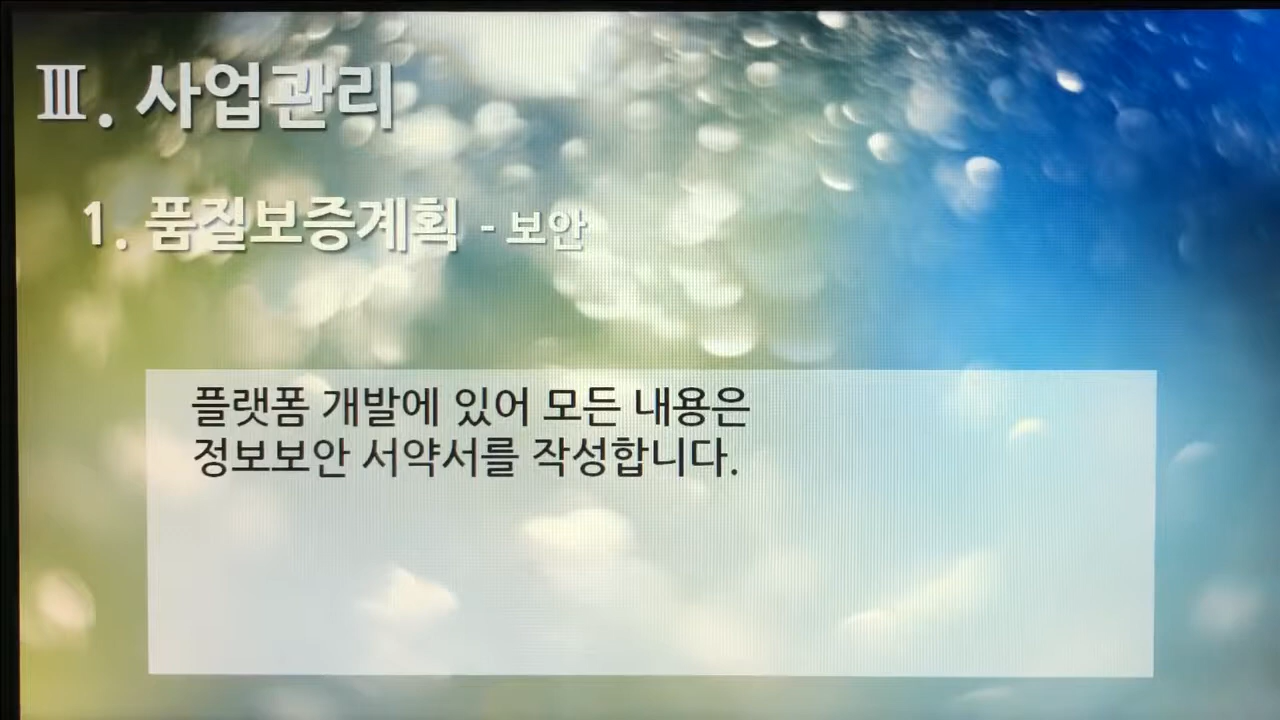 Ⅲ. 사업관리
1. 품질보증계획 - 보안
플랫폼 개발에 있어 모든 내용은
정보보안 서약서를 작성합니다.